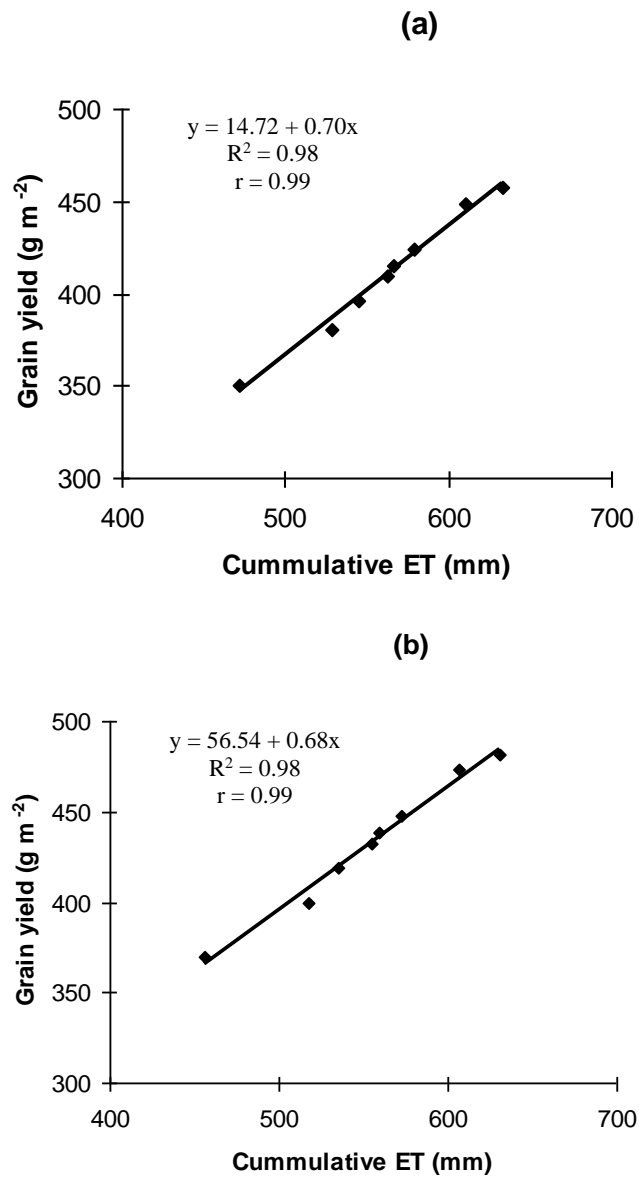 (a)
500
450
400
350
300
y = 14.72 + 0.70x
R² = 0.98
r = 0.99
Grain yield (g m⁻²)
400 500 600 700
Cummulative ET (mm)
(b)
500
450
400
350
300
y = 56.54 + 0.68x
R² = 0.98
r = 0.99
Grain yield (g m⁻²)
400 500 600 700
Cummulative ET (mm)